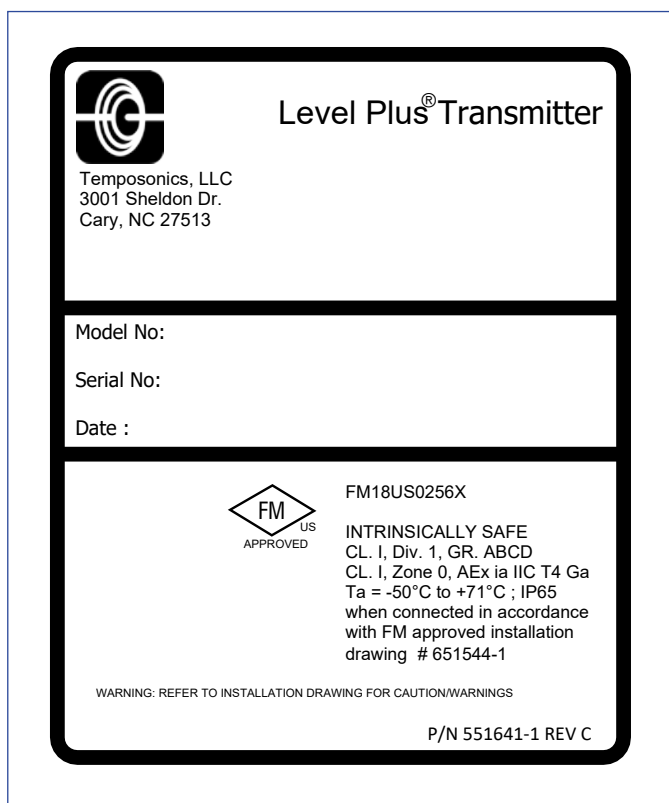 Level Plus® Transmitter
Temposonics, LLC
3001 Sheldon Dr.
Cary, NC 27513
Model No:
Serial No:
Date :
FM
US
APPROVED
FM18US0256X
INTRINSICALLY SAFE
CL. I, Div. 1, GR. ABCD
CL. I, Zone 0, AEx ia IIC T4 Ga
Ta = -50°C to +71°C ; IP65
when connected in accordance
with FM approved installation
drawing # 651544-1
WARNING: REFER TO INSTALLATION DRAWING FOR CAUTION/WARNINGS
P/N 551641-1 REV C